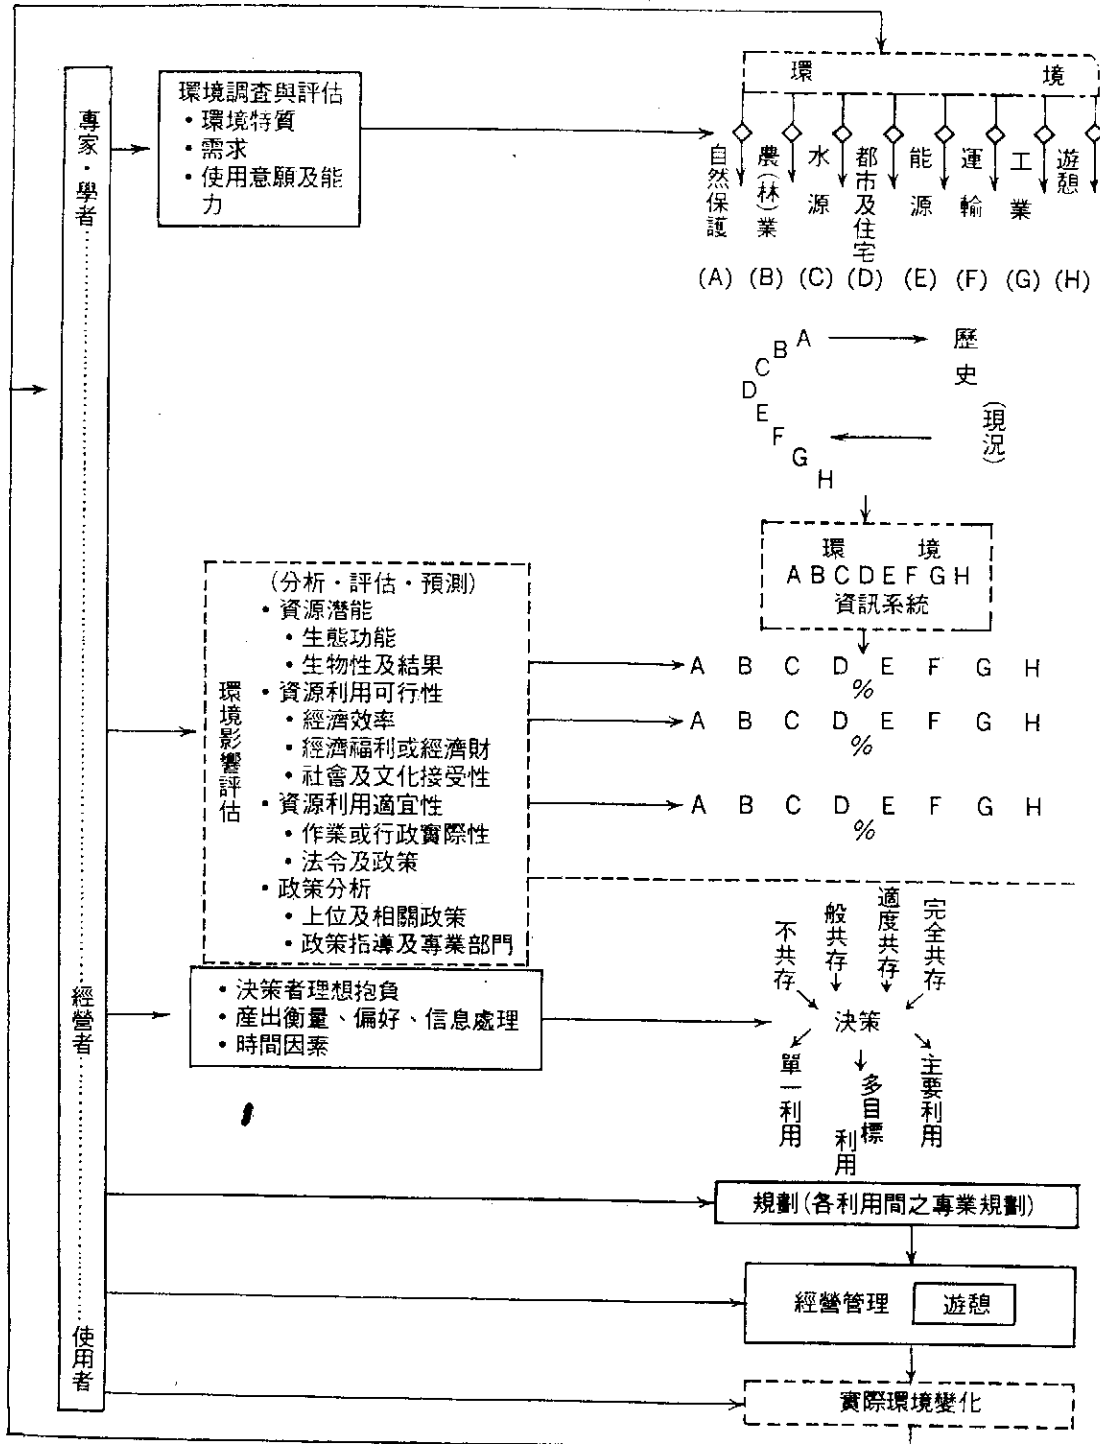 環境
專家・學者
經營者
使用者
環境調查與評估
・環境特質
・需求
・使用意願及能
力
自然保護
農(林)業
水源
都市及住宅
能源
運輸
工業
遊憩
(A) (B) (C) (D) (E) (F) (G) (H)
A
B
C
D
E
F
G
H
歷史
(現況)
環境
A B C D E F G H
資訊系統
環境影響評估
(分析・評估・預測)
・資源潛能
・生態功能
・生物性及結果
・資源利用可行性
・經濟效率
・經濟福利或經濟財
・社會及文化接受性
・資源利用適宜性
・作業或行政實際性
・法令及政策
・政策分析
・上位及相關政策
・政策指導及專業部門
A B C D E F G H
%
A B C D E F G H
%
A B C D E F G H
%
不共存
般共存
適度共存
完全共存
・決策者理想抱負
・產出衡量、偏好、信息處理
・時間因素
決策
單一利用
多目標
利用
主要利用
規劃(各利用間之專業規劃)
經營管理
遊憩
實際環境變化